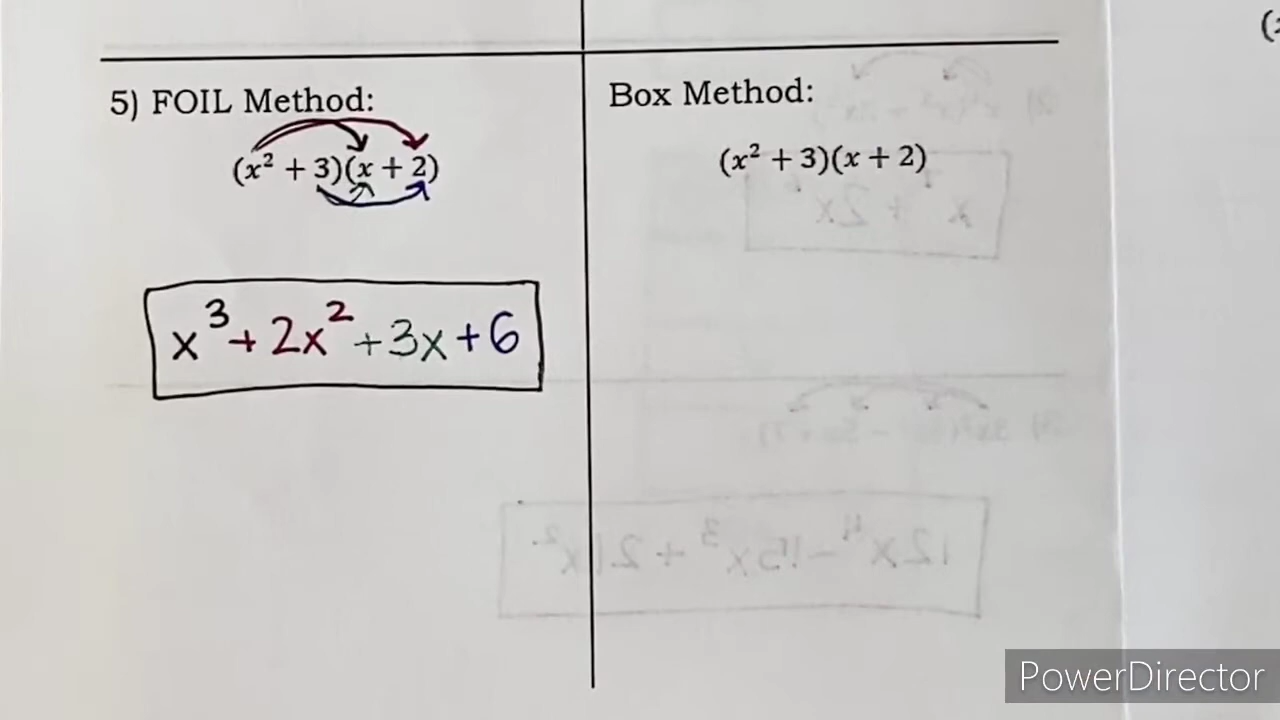 5) FOIL Method:
(x² + 3)(x + 2)
x³ + 2x² + 3x + 6
Box Method:
(x² + 3)(x + 2)
PowerDirector